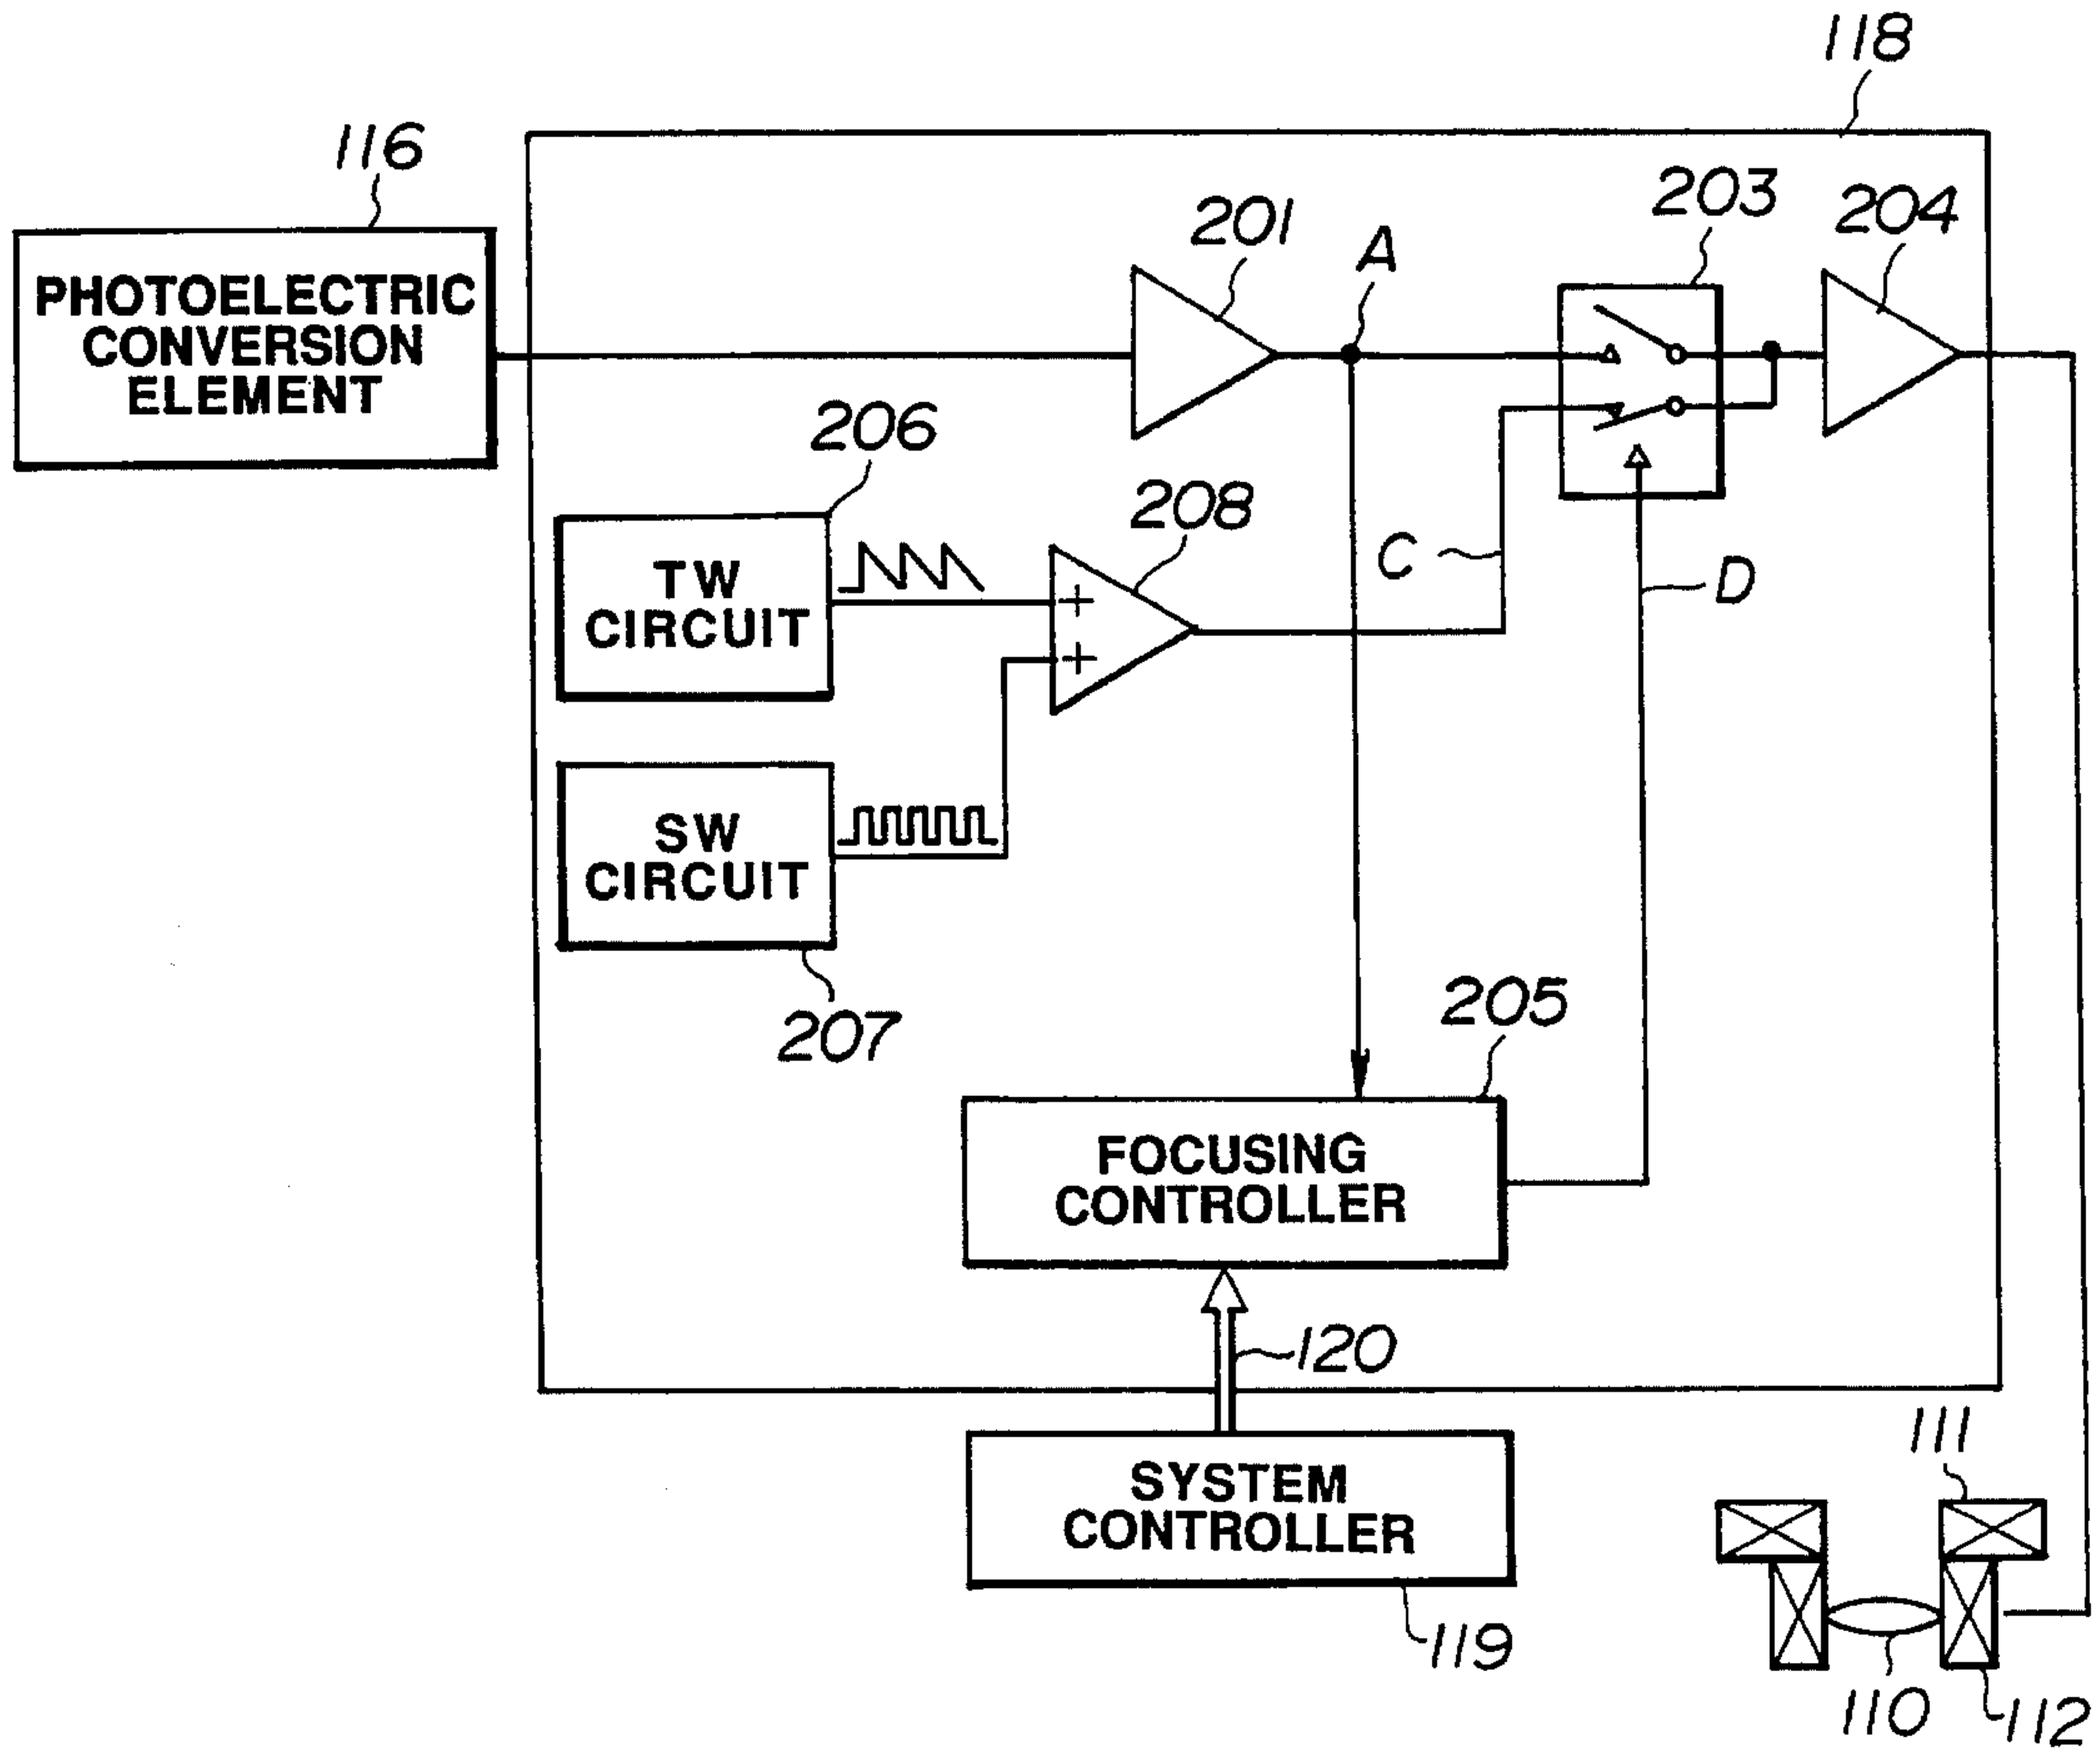 118
116
203
204
201
A
PHOTOELECTRIC
CONVERSION
ELEMENT
206
208
TW
CIRCUIT
+
+
C
D
SW
CIRCUIT
207
205
FOCUSING
CONTROLLER
120
111
SYSTEM
CONTROLLER
119
110
112